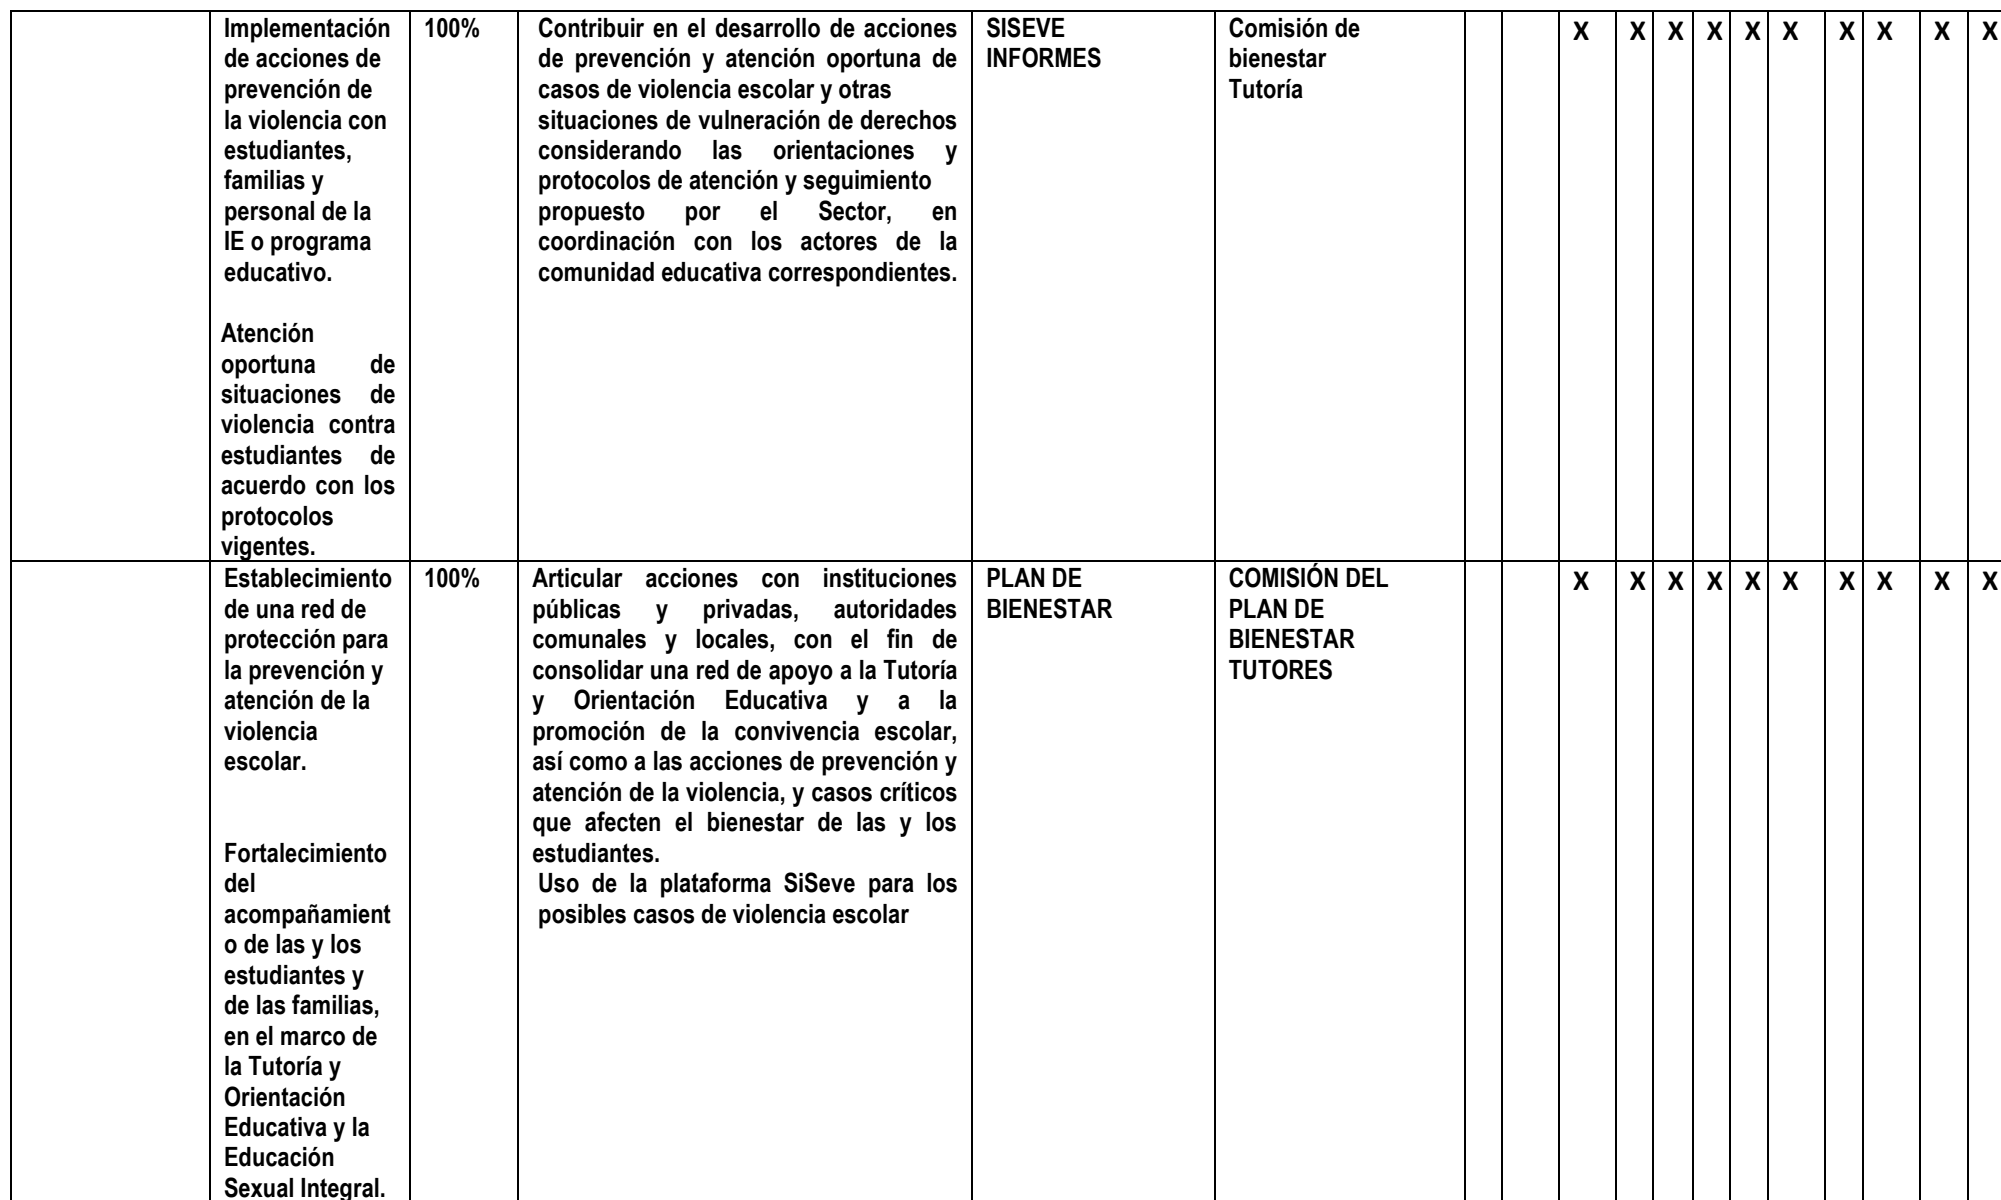 Implementación
de acciones de
prevención de
la violencia con
estudiantes,
familias y
personal de la
IE o programa
educativo.
Atención
oportuna de
situaciones de
violencia contra
estudiantes de
acuerdo con los
protocolos
vigentes.
100%
Contribuir en el desarrollo de acciones
de prevención y atención oportuna de
casos de violencia escolar y otras
situaciones de vulneración de derechos
considerando las orientaciones y
protocolos de atención y seguimiento
propuesto por el Sector, en
coordinación con los actores de la
comunidad educativa correspondientes.
SISEVE
INFORMES
Comisión de
bienestar
Tutoría
X X X X X X X X X X
Establecimiento
de una red de
protección para
la prevención y
atención de la
violencia
escolar.
Fortalecimiento
del
acompañamient
o de las y los
estudiantes y
de las familias,
en el marco de
la Tutoría y
Orientación
Educativa y la
Educación
Sexual Integral.
100%
Articular acciones con instituciones
públicas y privadas, autoridades
comunales y locales, con el fin de
consolidar una red de apoyo a la Tutoría
y Orientación Educativa y a la
promoción de la convivencia escolar,
así como a las acciones de prevención y
atención de la violencia, y casos críticos
que afecten el bienestar de las y los
estudiantes.
Uso de la plataforma SiSeve para los
posibles casos de violencia escolar
PLAN DE
BIENESTAR
COMISIÓN DEL
PLAN DE
BIENESTAR
TUTORES
X X X X X X X X X X